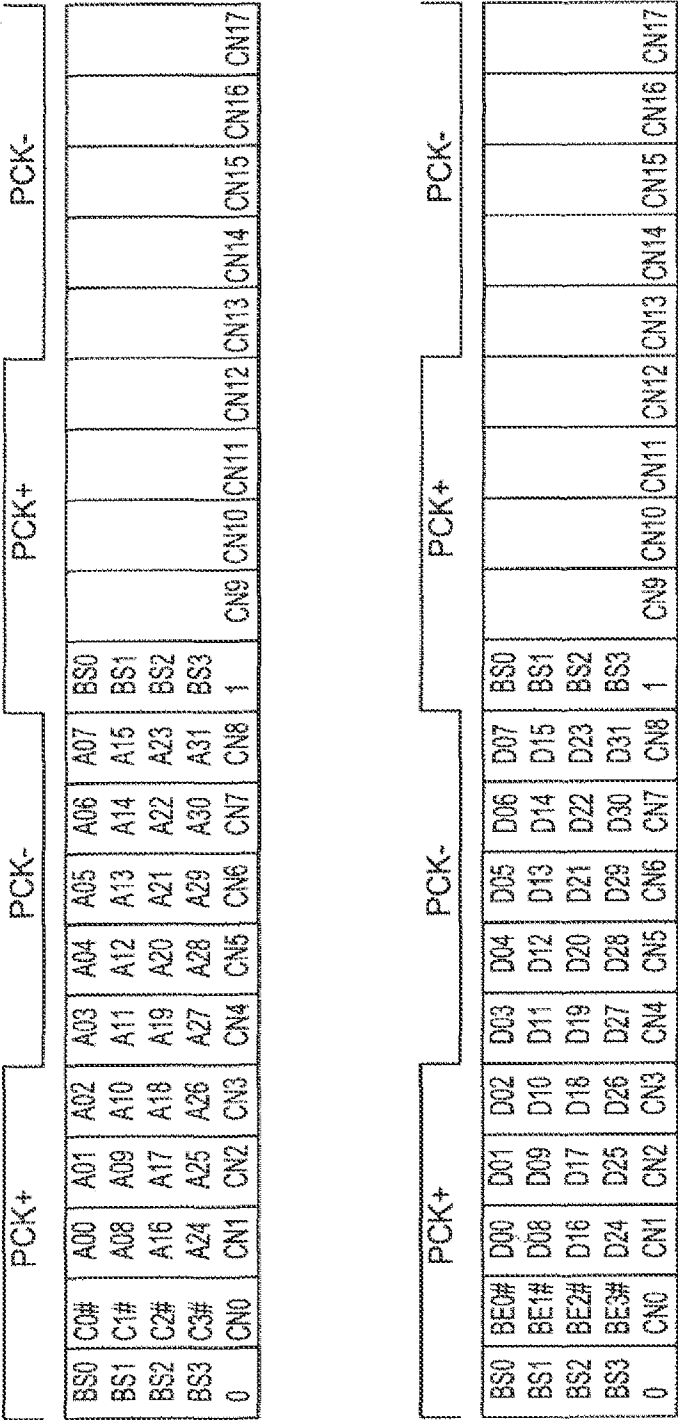 PCK+ PCK- PCK+ PCK-
BS0 C0# A00 A01 A02 A03 A04 A05 A06 A07 BS0
BS1 C1# A08 A09 A10 A11 A12 A13 A14 A15 BS1
BS2 C2# A16 A17 A18 A19 A20 A21 A22 A23 BS2
BS3 C3# A24 A25 A26 A27 A28 A29 A30 A31 BS3
0 CN0 CN1 CN2 CN3 CN4 CN5 CN6 CN7 CN8 1 CN9 CN10 CN11 CN12 CN13 CN14 CN15 CN16 CN17
PCK+ PCK- PCK+ PCK-
BS0 BE0# D00 D01 D02 D03 D04 D05 D06 D07 BS0
BS1 BE1# D08 D09 D10 D11 D12 D13 D14 D15 BS1
BS2 BE2# D16 D17 D18 D19 D20 D21 D22 D23 BS2
BS3 BE3# D24 D25 D26 D27 D28 D29 D30 D31 BS3
0 CN0 CN1 CN2 CN3 CN4 CN5 CN6 CN7 CN8 1 CN9 CN10 CN11 CN12 CN13 CN14 CN15 CN16 CN17